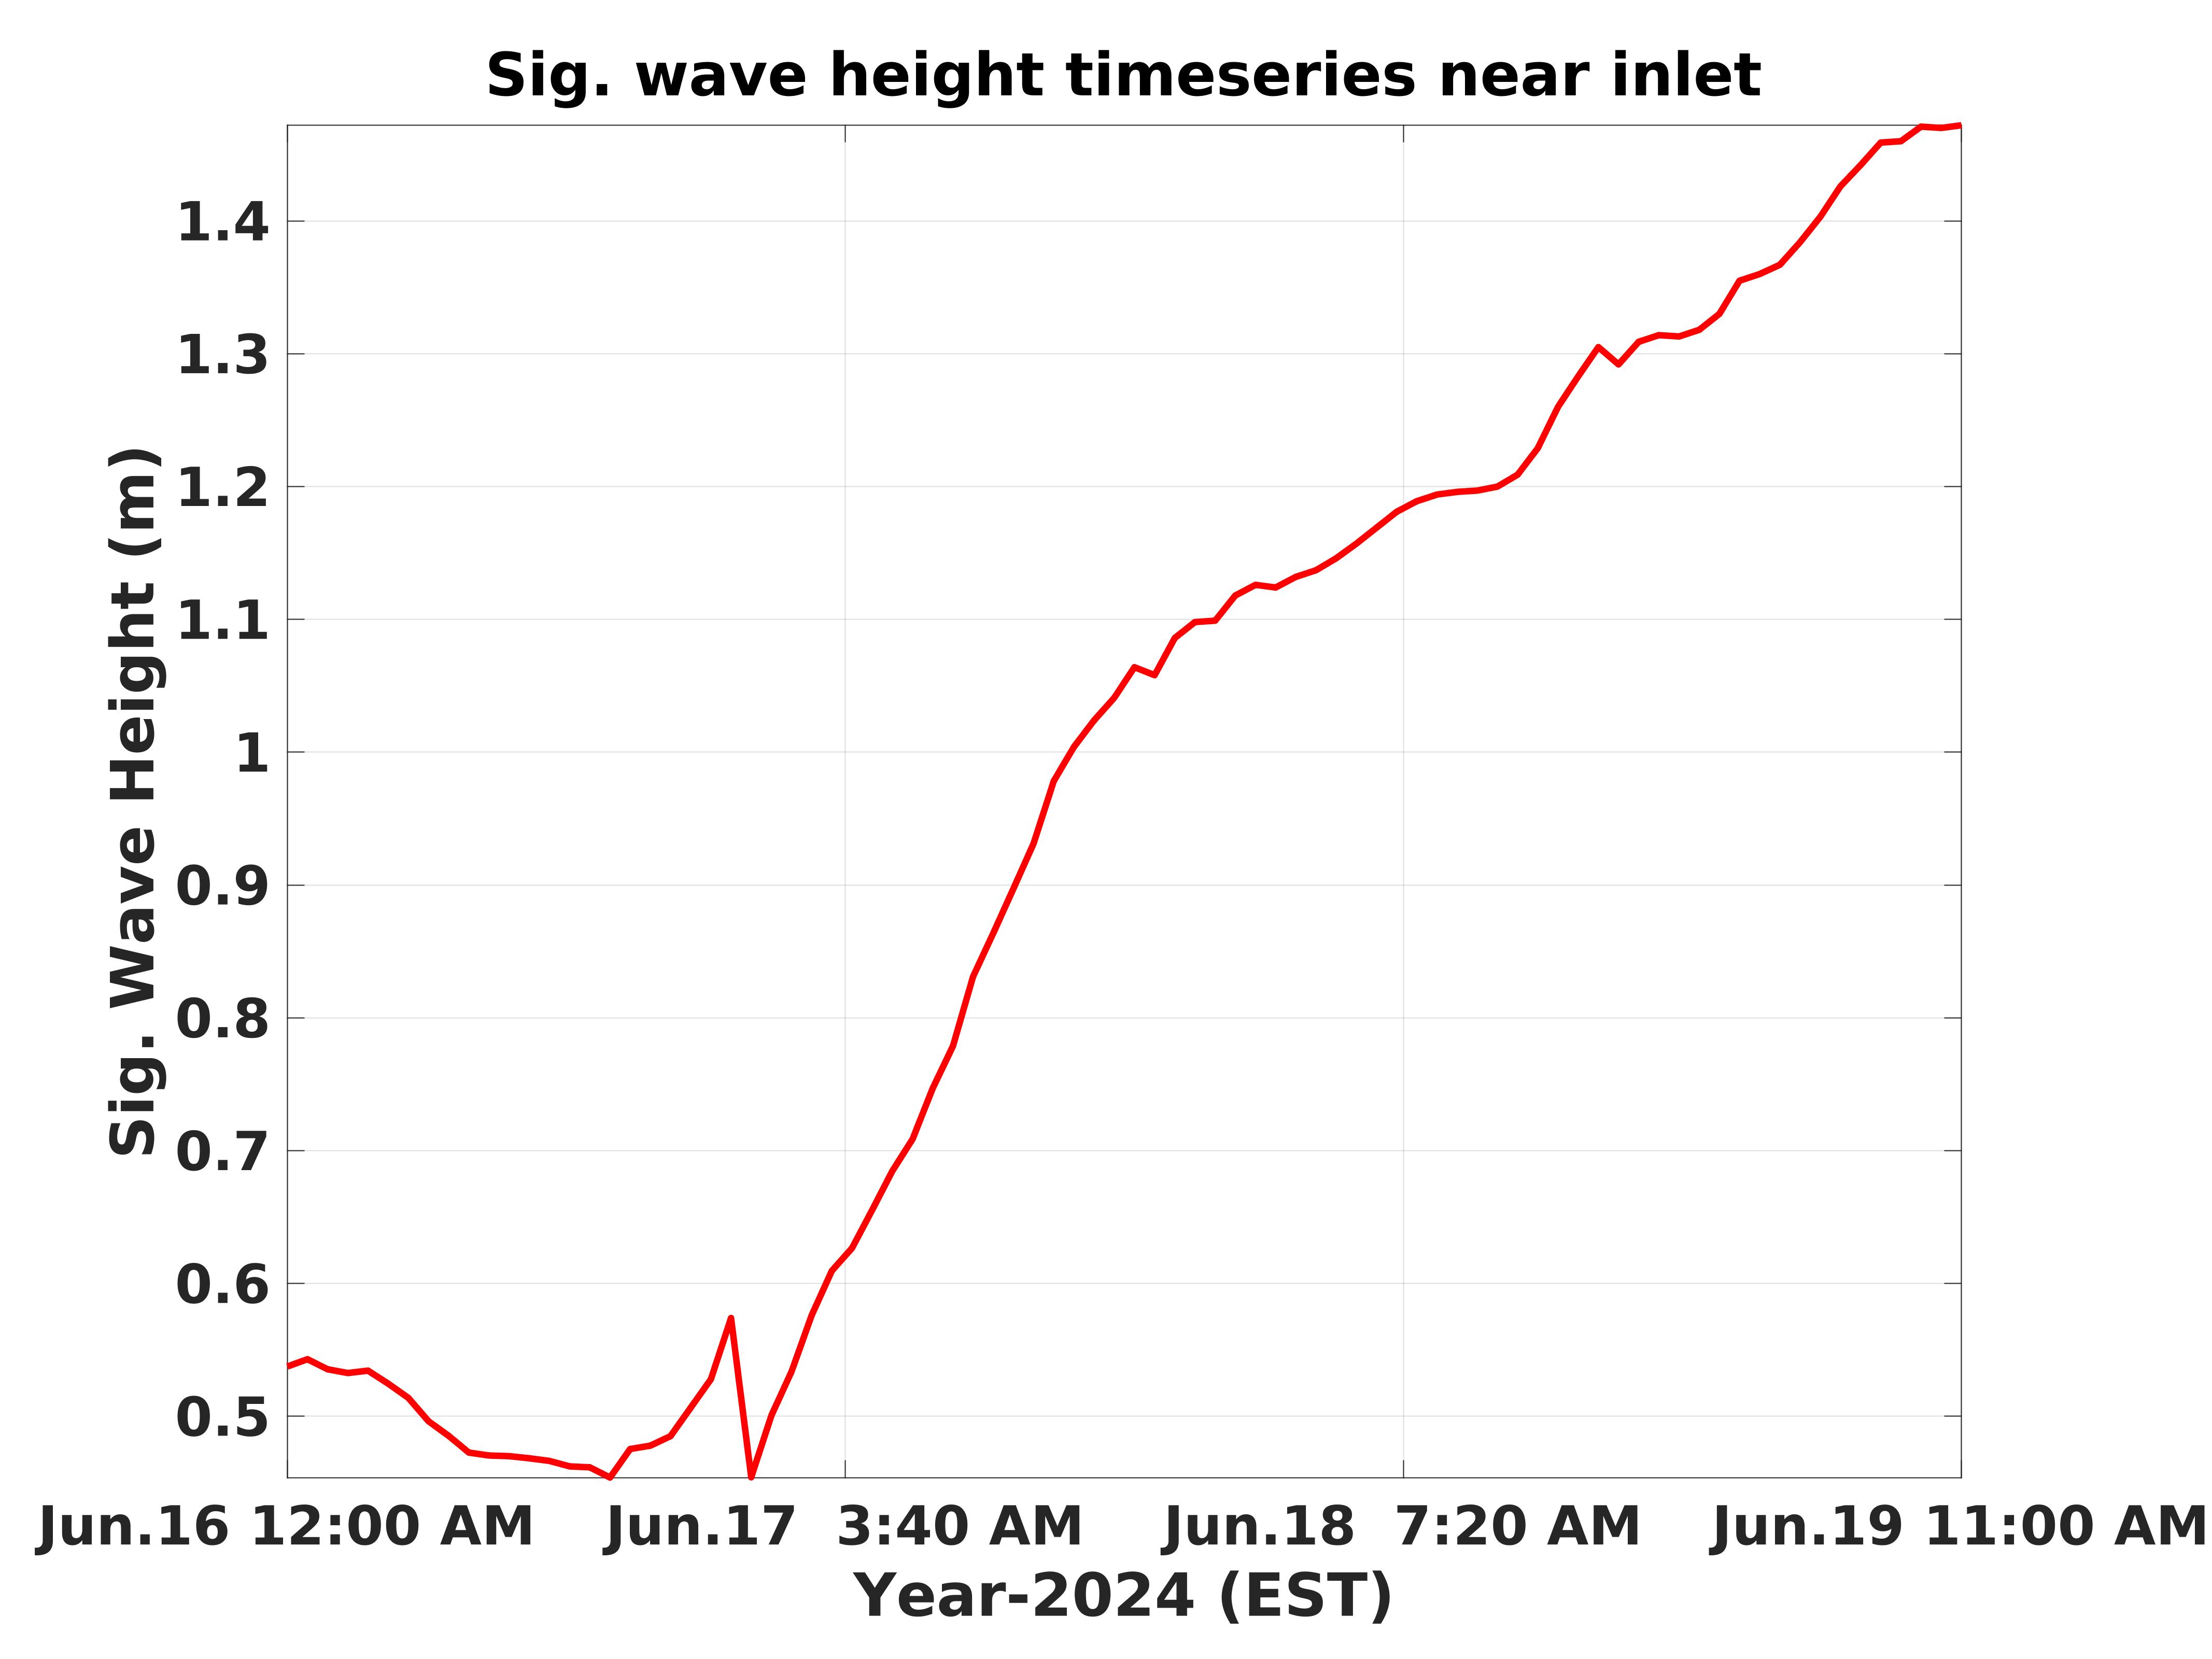 Sig. wave height timeseries near inlet
Sig. Wave Height (m)
1.4
1.3
1.2
1.1
1
0.9
0.8
0.7
0.6
0.5
Jun.16 12:00 AM
Jun.17 3:40 AM
Jun.18 7:20 AM
Jun.19 11:00 AM
Year-2024 (EST)